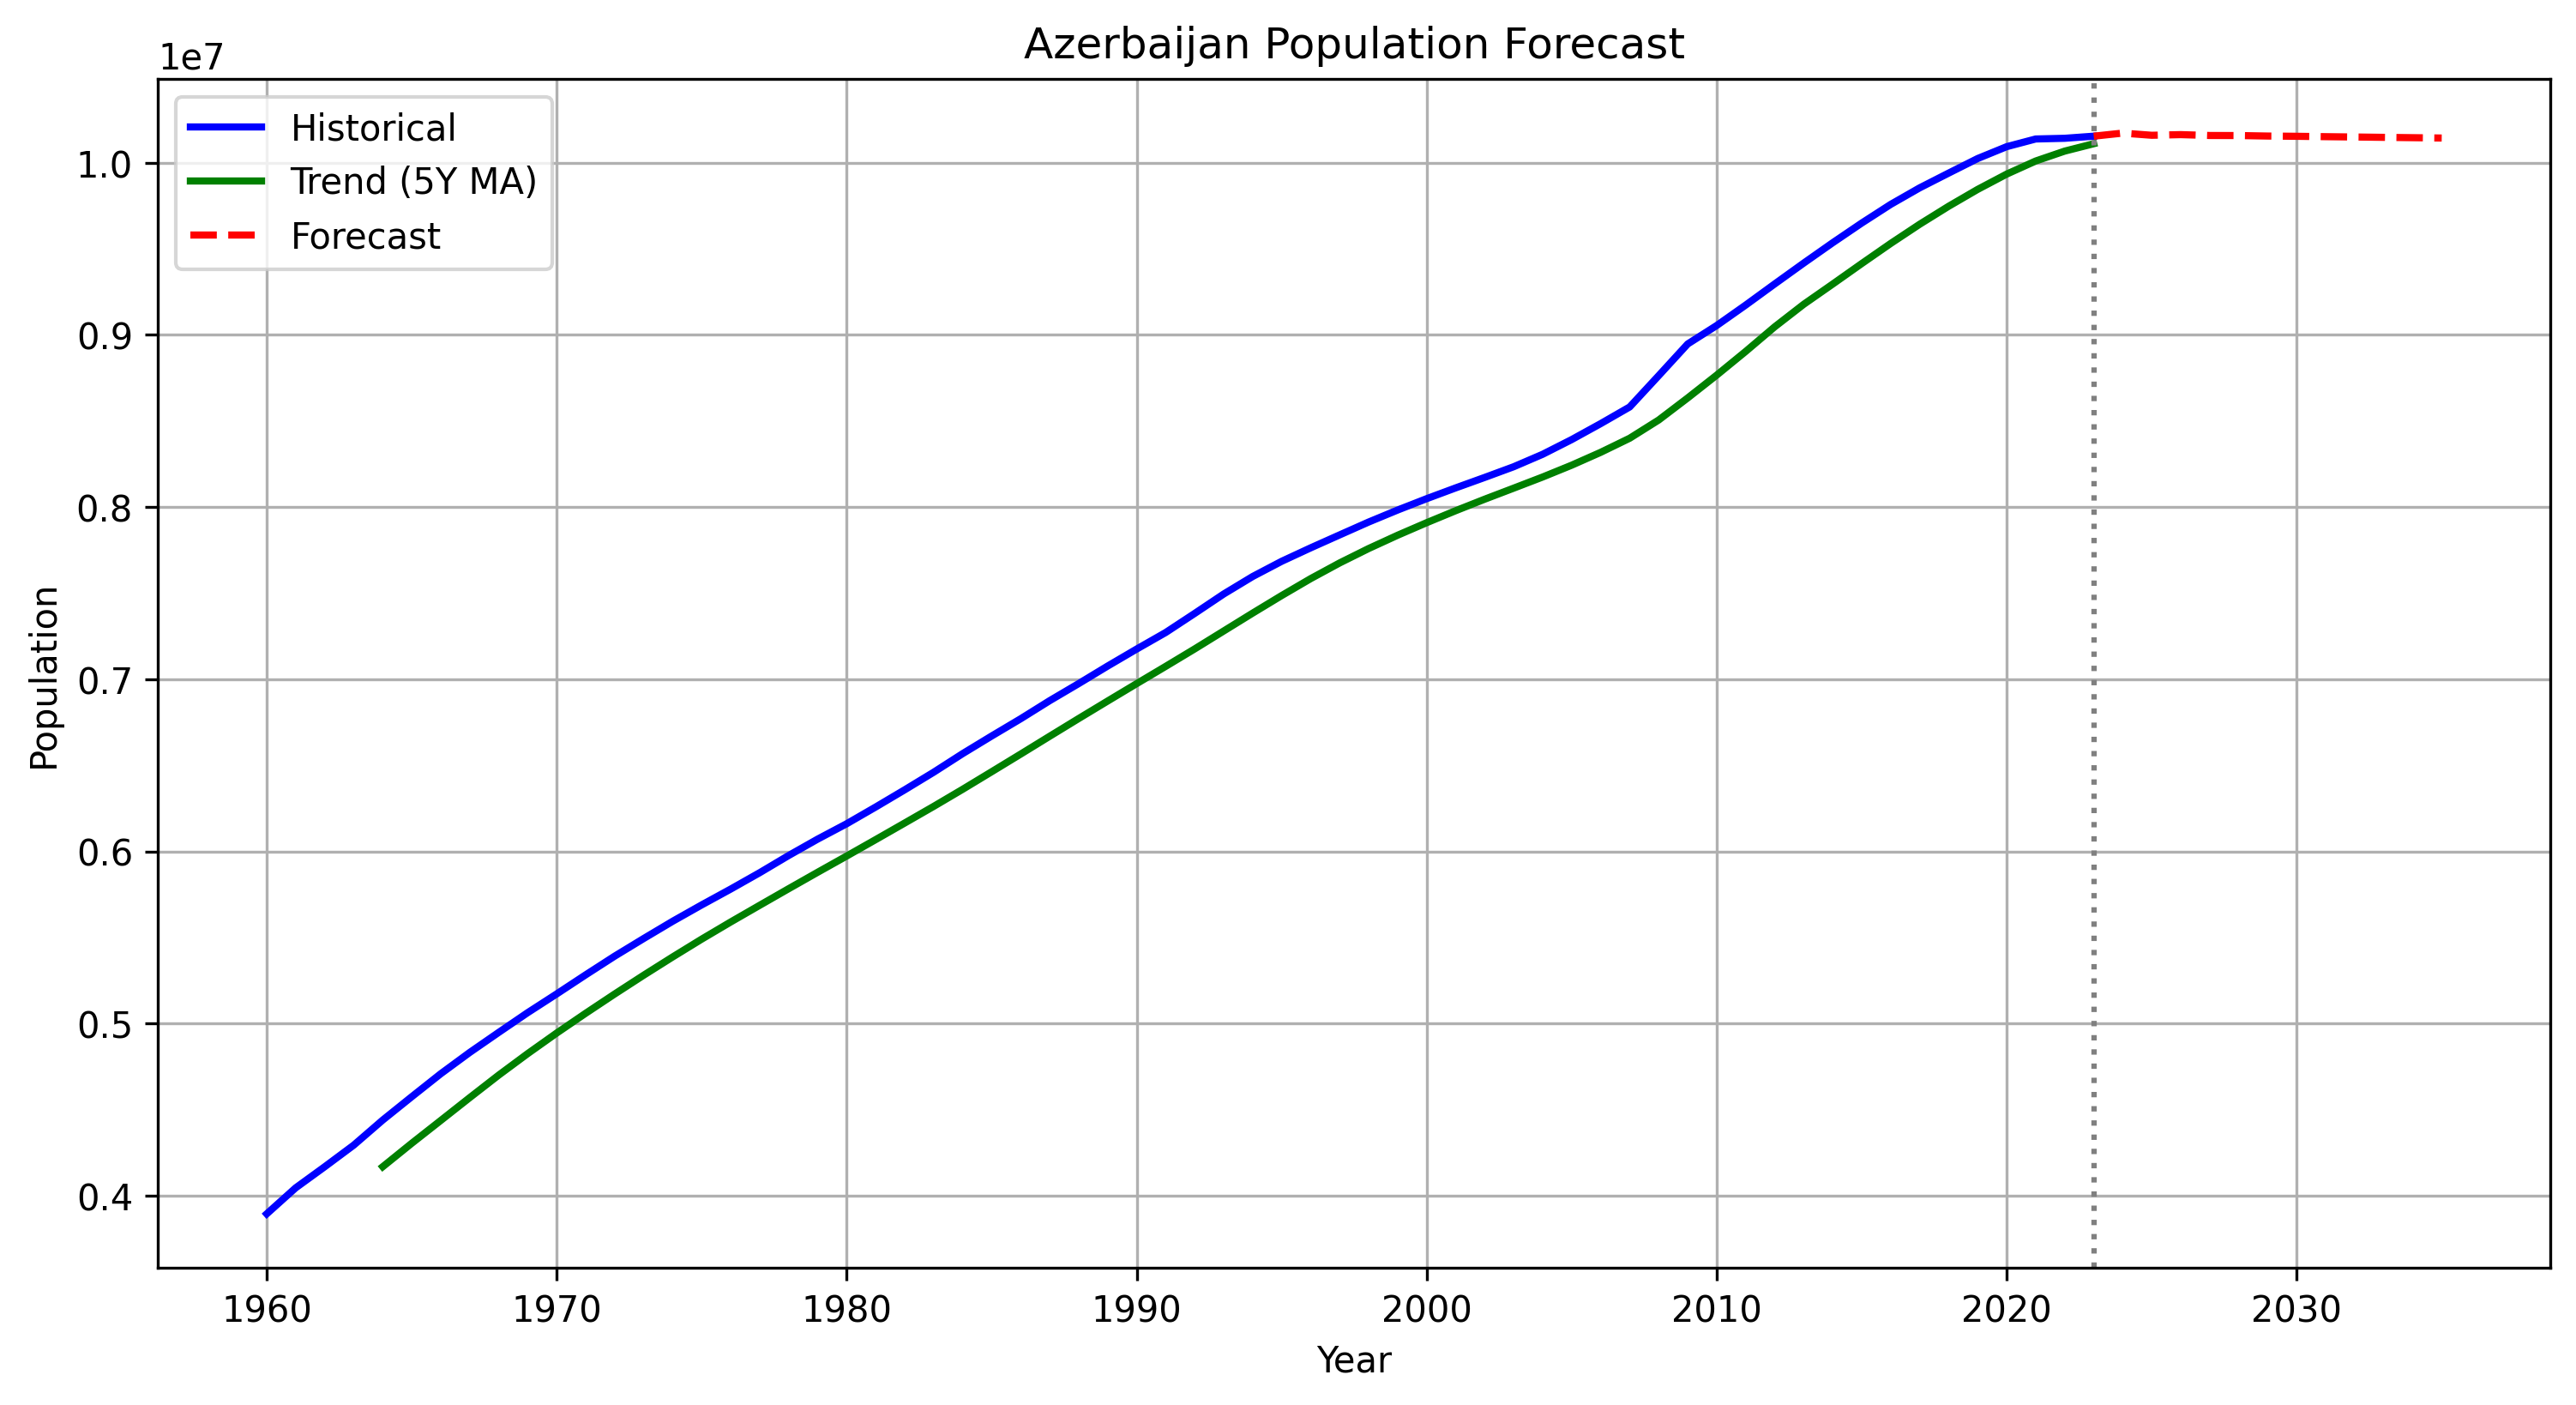 Azerbaijan Population Forecast
1e7
Historical
Trend (5Y MA)
Forecast
1.0
0.9
0.8
0.7
0.6
0.5
0.4
Population
1960 1970 1980 1990 2000 2010 2020 2030
Year